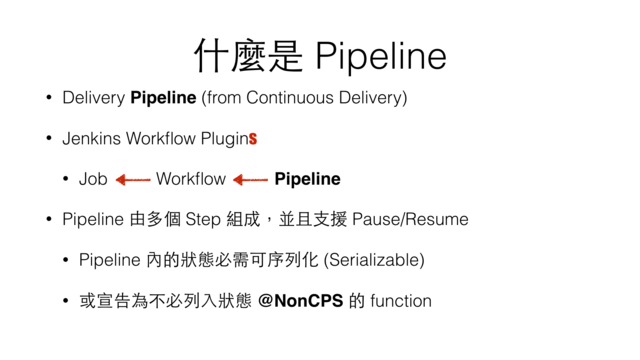 什麼是 Pipeline
• Delivery Pipeline (from Continuous Delivery)
• Jenkins Workflow Plugins
• Job ← Workflow ← Pipeline
• Pipeline 由多個 Step 組成，並且支援 Pause/Resume
• Pipeline 內的狀態必需可序列化 (Serializable)
• 或宣告為不必列入狀態 @NonCPS 的 function